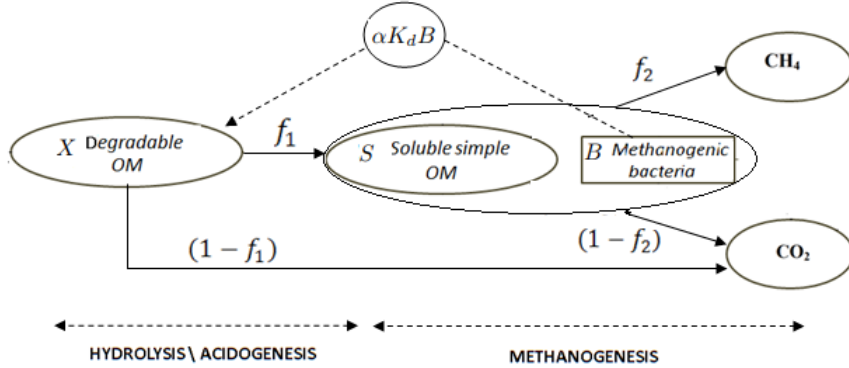 αK_dB
CH₄
f₂
X Degradable
OM
f₁
S Soluble simple
OM
B Methanogenic
bacteria
(1 − f₁)
(1 − f₂)
CO₂
HYDROLYSIS \ ACIDOGENESIS
METHANOGENESIS